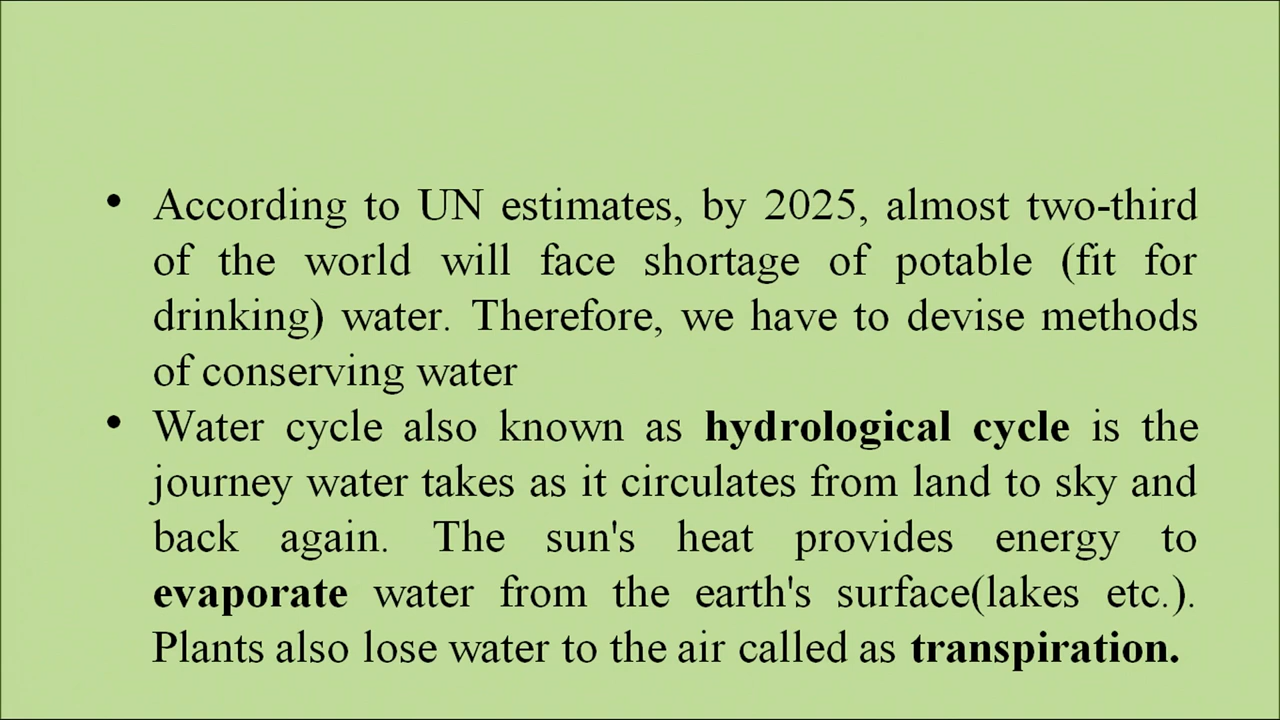 • According to UN estimates, by 2025, almost two-third
of the world will face shortage of potable (fit for
drinking) water. Therefore, we have to devise methods
of conserving water
• Water cycle also known as hydrological cycle is the
journey water takes as it circulates from land to sky and
back again. The sun's heat provides energy to
evaporate water from the earth's surface(lakes etc.).
Plants also lose water to the air called as transpiration.